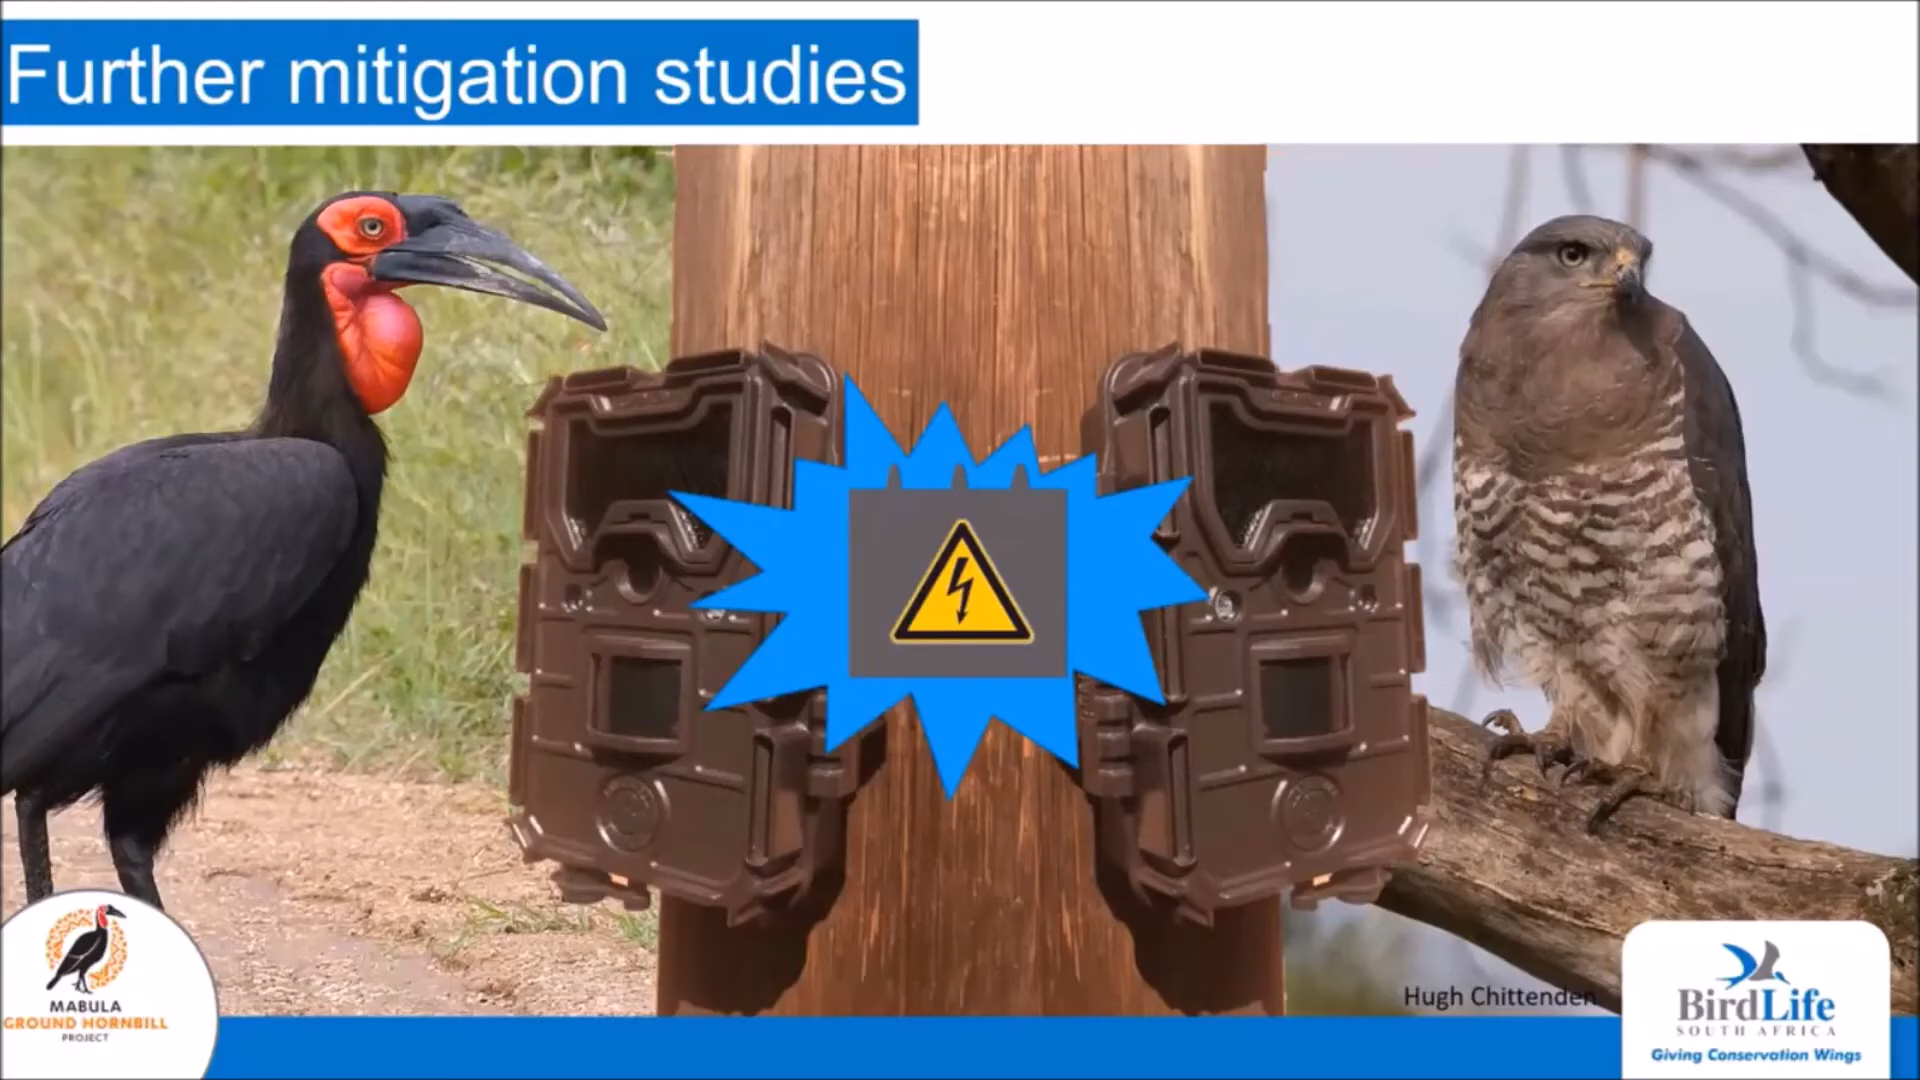 Further mitigation studies
Hugh Chittenden
MABULA
GROUND HORNBILL
PROJECT
BirdLife
SOUTH AFRICA
Giving Conservation Wings